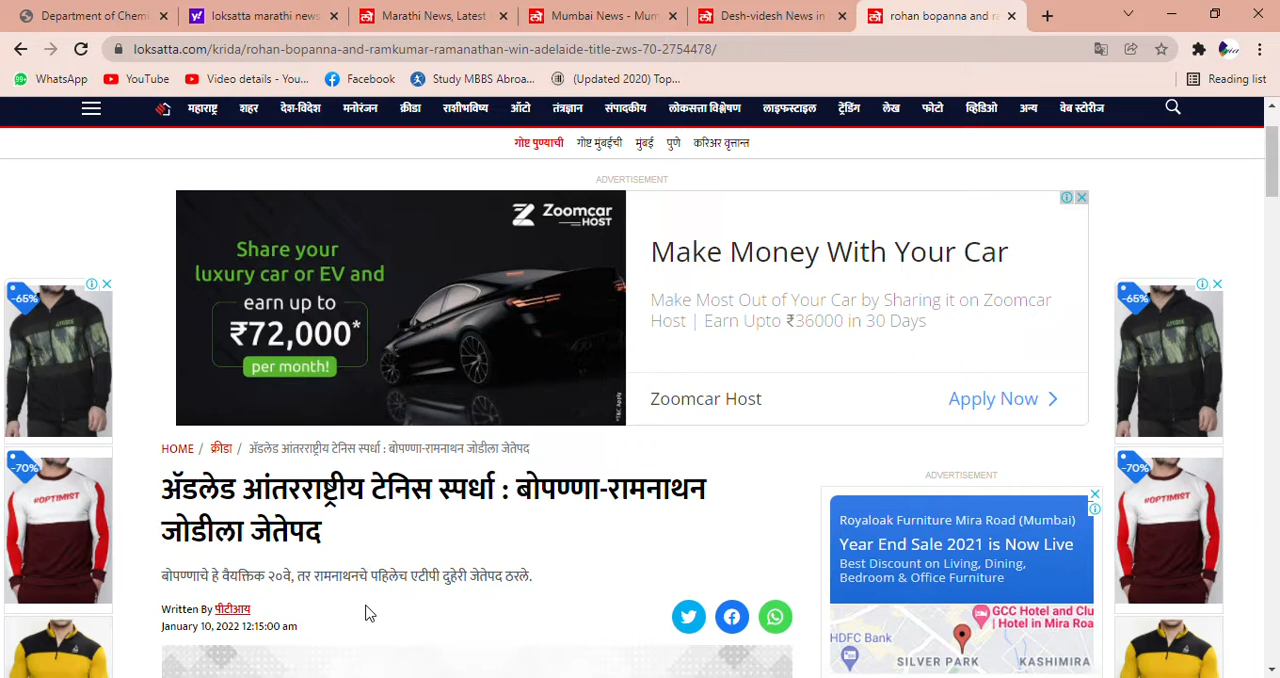 Department of Chemi
loksatta marathi news
Marathi News, Latest
Mumbai News - Mum
Desh-videsh News in
rohan bopanna and ra
loksatta.com/krida/rohan-bopanna-and-ramkumar-ramanathan-win-adelaide-title-zws-70-2754478/
WhatsApp
YouTube
Video details - You...
Facebook
Study MBBS Abroa...
(Updated 2020) Top...
Reading list
महाराष्ट्र शहर देश-विदेश मनोरंजन क्रीडा राशीभविष्य ऑटो तंत्रज्ञान संपादकीय लोकसत्ता विश्लेषण लाइफस्टाइल ट्रेंडिंग लेख फोटो व्हिडिओ अन्य वेब स्टोरीज
गोष्ट पुण्याची गोष्ट मुंबईची मुंबई पुणे करिअर वृत्तान्त
ADVERTISEMENT
Zoomcar
HOST
Share your
luxury car or EV and
earn up to
₹72,000*
per month!
*T&C Apply
Make Money With Your Car
Make Most Out of Your Car by Sharing it on Zoomcar
Host | Earn Upto ₹36000 in 30 Days
Zoomcar Host
Apply Now
-65%
-70%
#OPTIMIST
-65%
-70%
#OPTIMIST
HOME / क्रीडा / अ‍ॅडलेड आंतरराष्ट्रीय टेनिस स्पर्धा : बोपण्णा-रामनाथन जोडीला जेतेपद
अ‍ॅडलेड आंतरराष्ट्रीय टेनिस स्पर्धा : बोपण्णा-रामनाथन
जोडीला जेतेपद
बोपण्णाचे हे वैयक्तिक २०वे, तर रामनाथनचे पहिलेच एटीपी दुहेरी जेतेपद ठरले.
Written By पीटीआय
January 10, 2022 12:15:00 am
ADVERTISEMENT
Royaloak Furniture Mira Road (Mumbai)
Year End Sale 2021 is Now Live
Best Discount on Living, Dining,
Bedroom & Office Furniture
GCC Hotel and Clu
Hotel in Mira Roa
HDFC Bank
SILVER PARK
KASHIMIRA